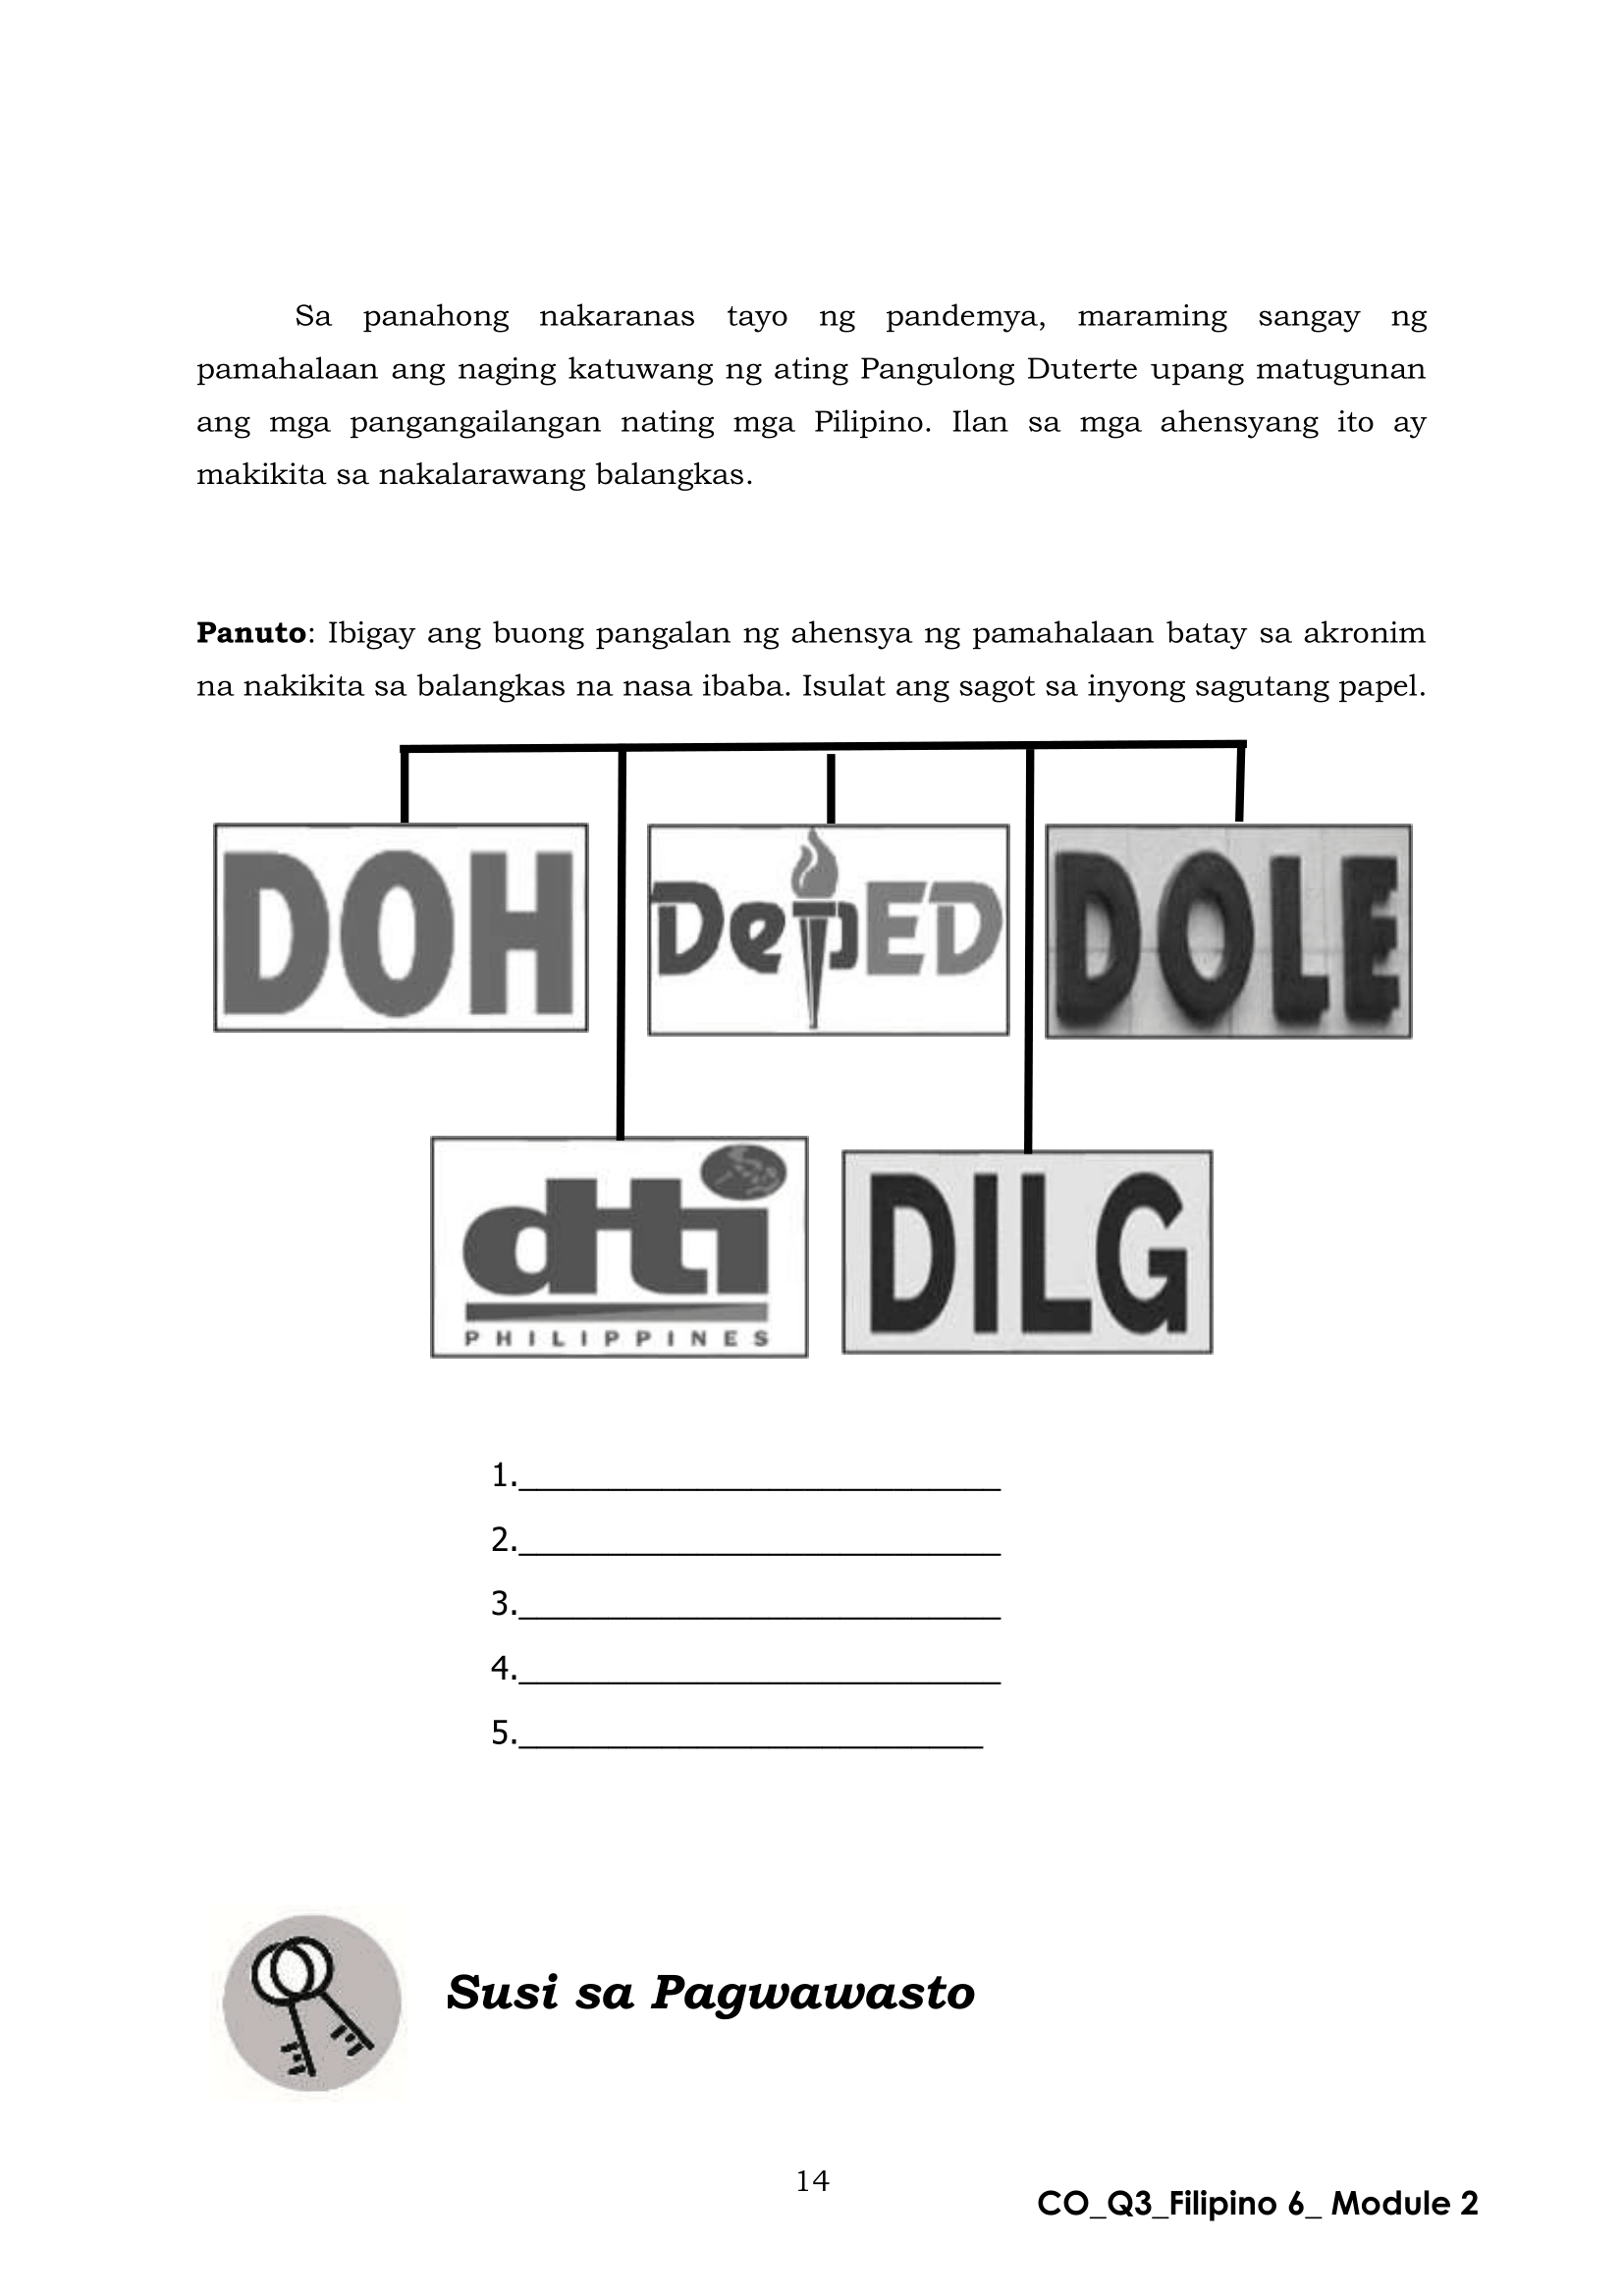 Sa panahong nakaranas tayo ng pandemya, maraming sangay ng
pamahalaan ang naging katuwang ng ating Pangulong Duterte upang matugunan
ang mga pangangailangan nating mga Pilipino. Ilan sa mga ahensyang ito ay
makikita sa nakalarawang balangkas.
Panuto: Ibigay ang buong pangalan ng ahensya ng pamahalaan batay sa akronim
na nakikita sa balangkas na nasa ibaba. Isulat ang sagot sa inyong sagutang papel.
DOH
DepED
DOLE
dti
PHILIPPINES
DILG
1.___________________________
2.___________________________
3.___________________________
4.___________________________
5.__________________________
Susi sa Pagwawasto
14
CO_Q3_Filipino 6_ Module 2